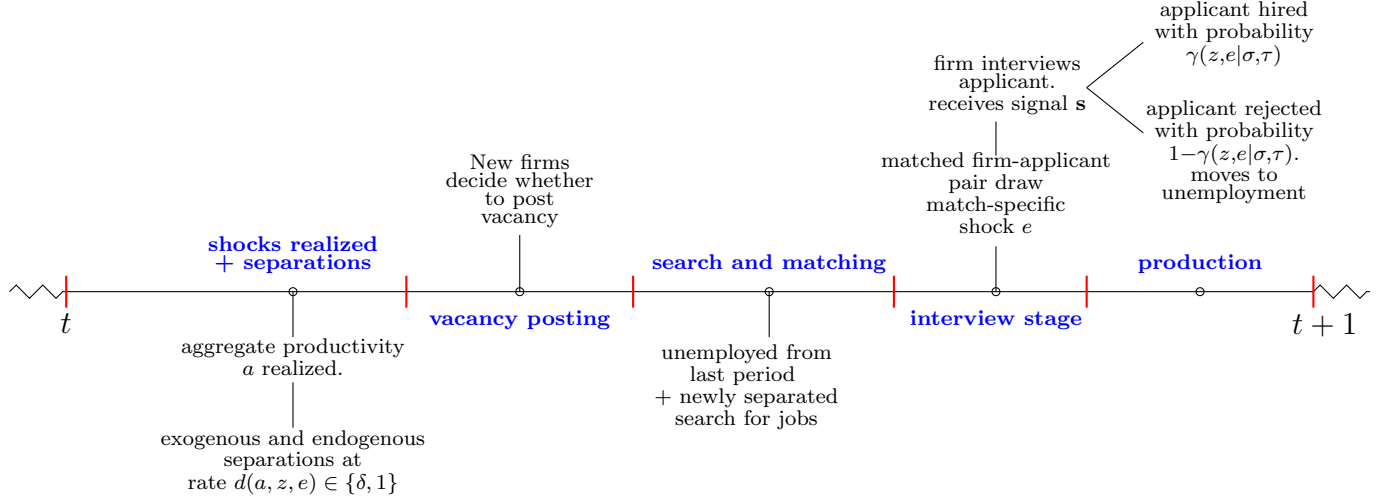 shocks realized
+ separations
aggregate productivity
a realized.
exogenous and endogenous
separations at
rate d(a, z, e) ∈ {δ, 1}
New firms
decide whether
to post
vacancy
vacancy posting
search and matching
unemployed from
last period
+ newly separated
search for jobs
firm interviews
applicant.
receives signal s
matched firm-applicant
pair draw
match-specific
shock e
interview stage
applicant hired
with probability
γ(z,e|σ,τ)
applicant rejected
with probability
1−γ(z,e|σ,τ).
moves to
unemployment
production
t
t + 1